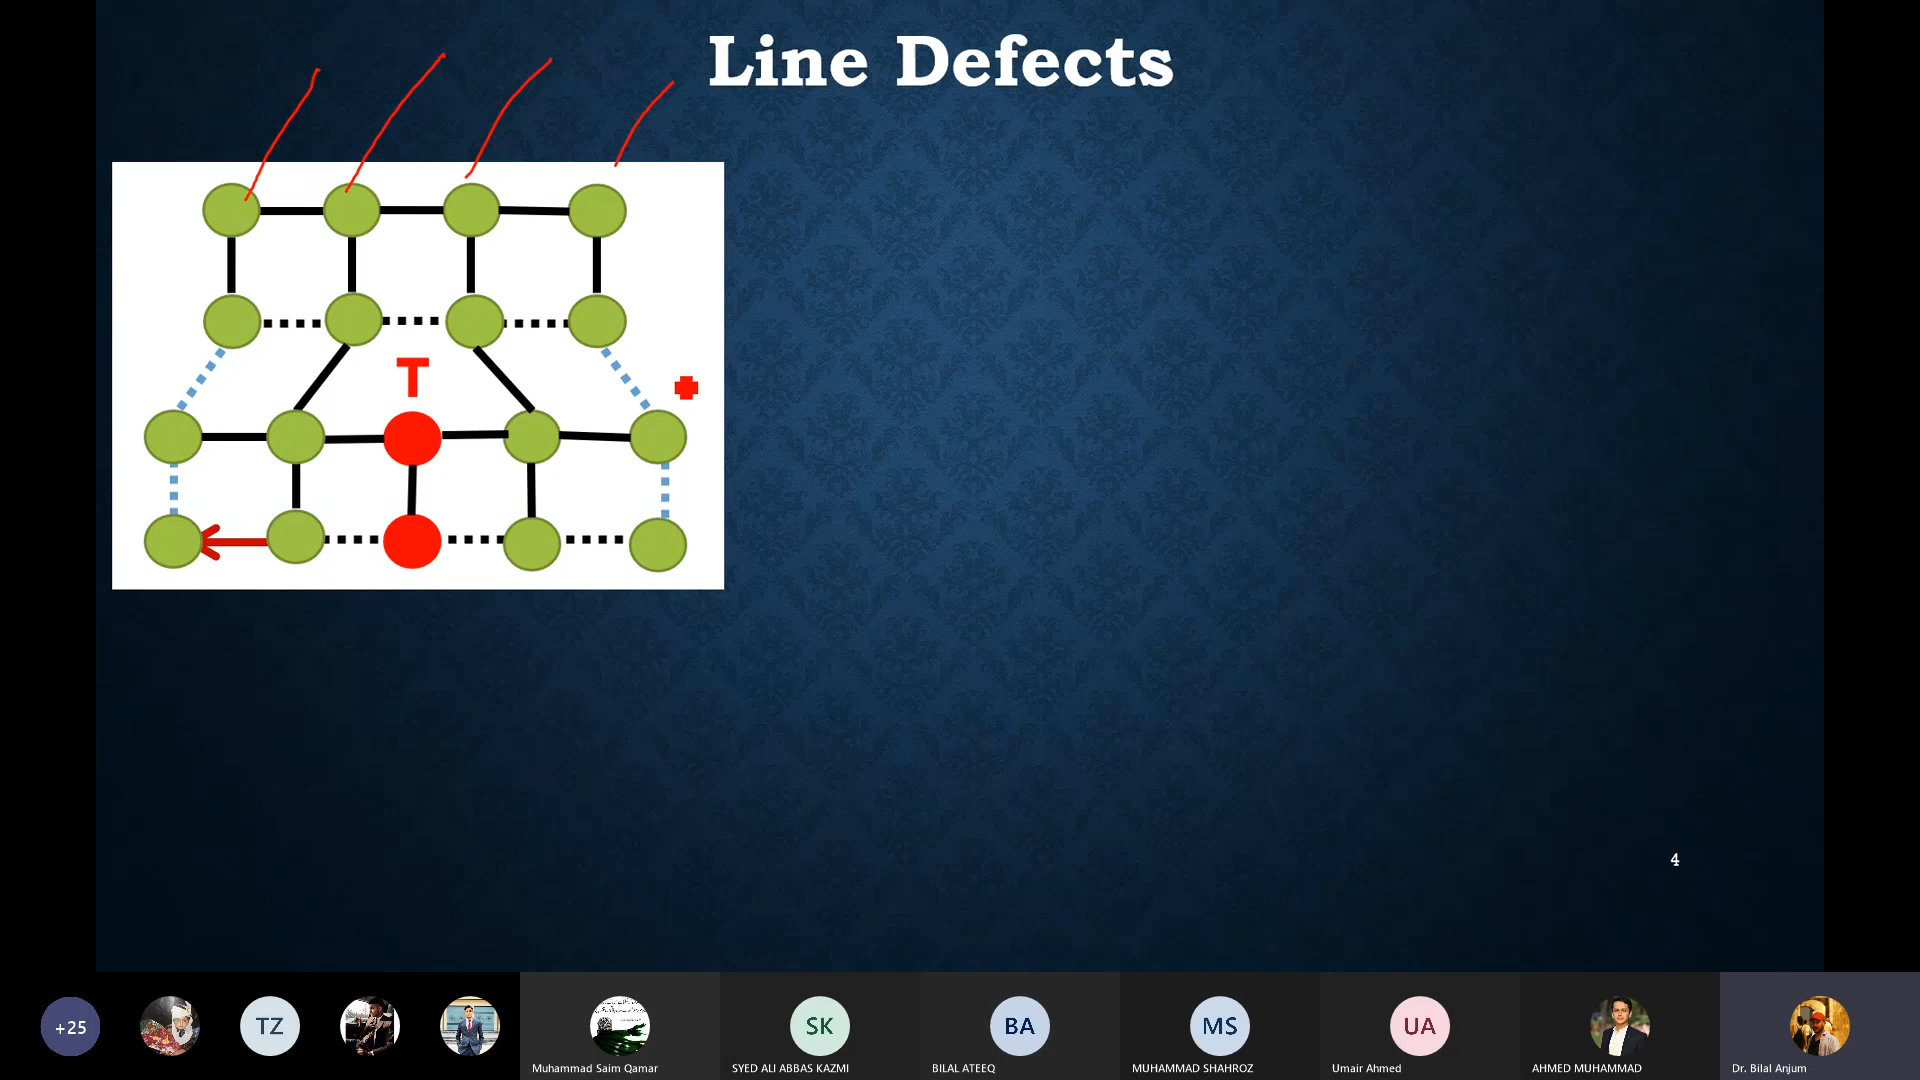 Line Defects
T
4
+25
TZ
SK
BA
MS
UA
Muhammad Saim Qamar
SYED ALI ABBAS KAZMI
BILAL ATEEQ
MUHAMMAD SHAHROZ
Umair Ahmed
AHMED MUHAMMAD
Dr. Bilal Anjum